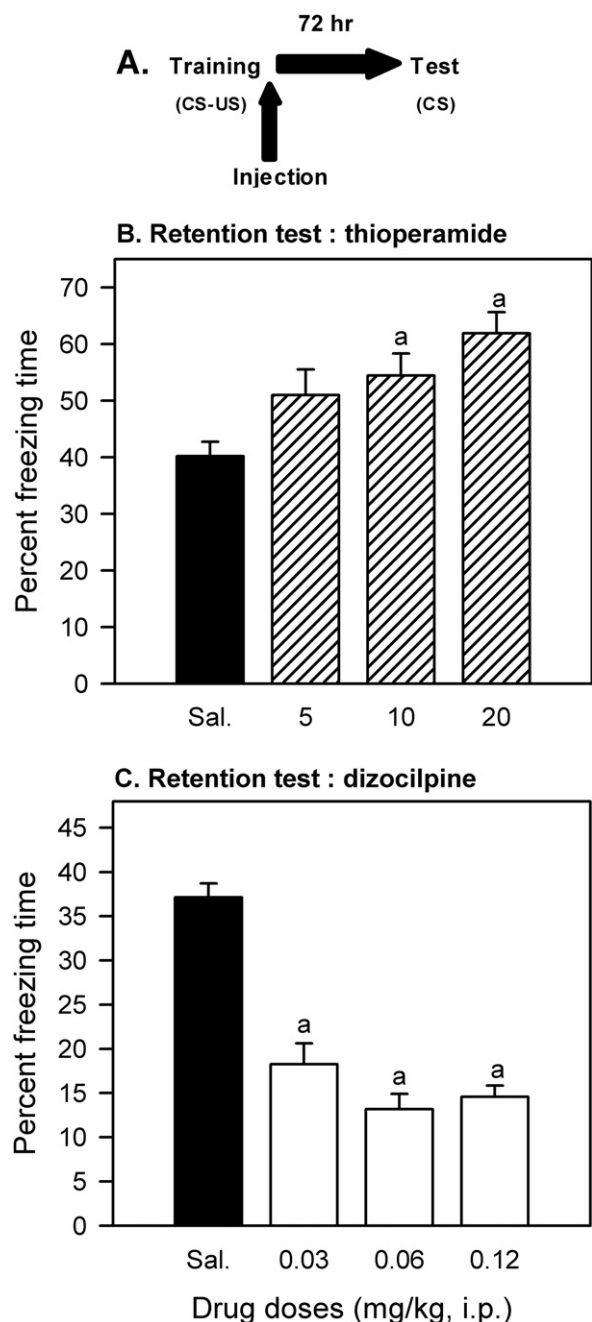 72 hr
A. Training Test
(CS-US) (CS)
Injection
B. Retention test : thioperamide
Percent freezing time
70
60
50
40
30
20
10
0
a
a
Sal. 5 10 20
C. Retention test : dizocilpine
Percent freezing time
45
40
35
30
25
20
15
10
5
0
a
a
a
Sal. 0.03 0.06 0.12
Drug doses (mg/kg, i.p.)